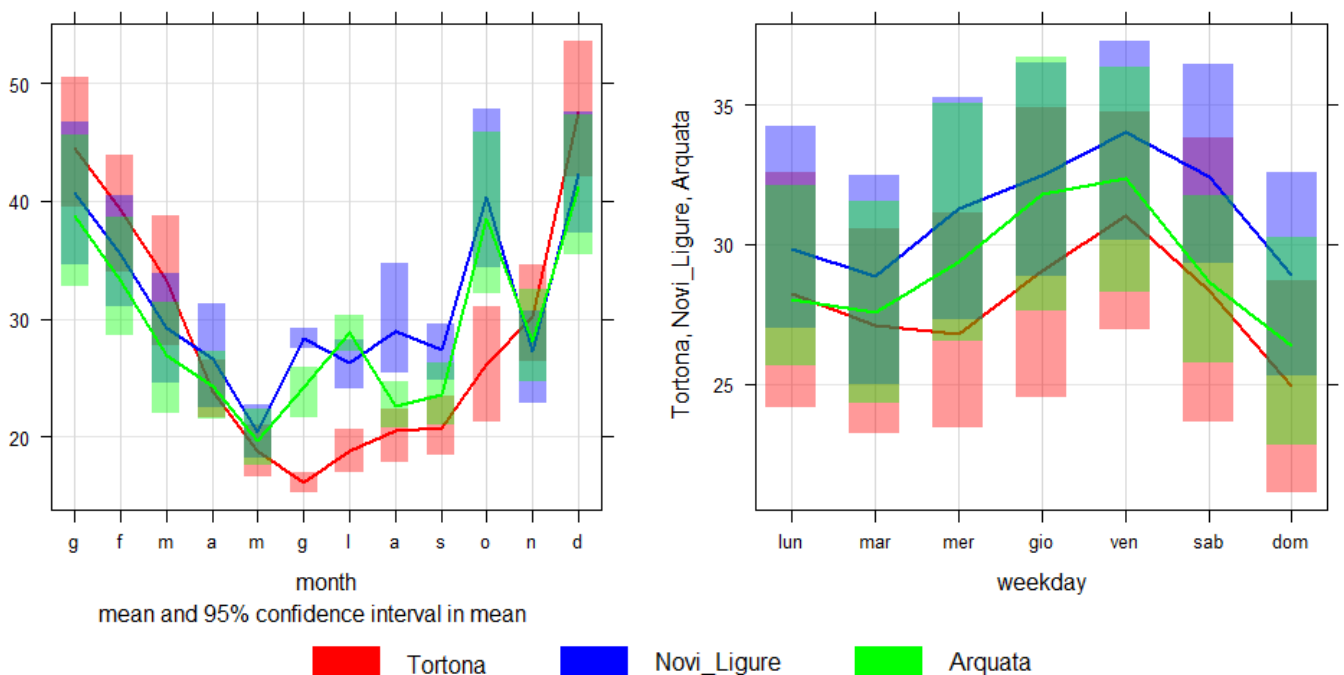 50
40
30
20
g f m a m g l a s o n d
month
mean and 95% confidence interval in mean
Tortona, Novi_Ligure, Arquata
35
30
25
lun mar mer gio ven sab dom
weekday
Tortona Novi_Ligure Arquata